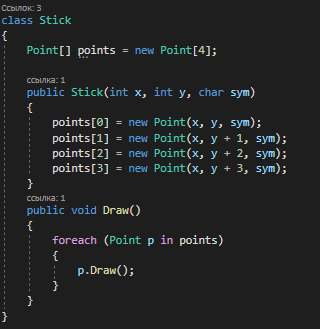 Ссылок: 3
class Stick
{
Point[] points = new Point[4];
ссылка: 1
public Stick(int x, int y, char sym)
{
points[0] = new Point(x, y, sym);
points[1] = new Point(x, y + 1, sym);
points[2] = new Point(x, y + 2, sym);
points[3] = new Point(x, y + 3, sym);
}
ссылка: 1
public void Draw()
{
foreach (Point p in points)
{
p.Draw();
}
}
}